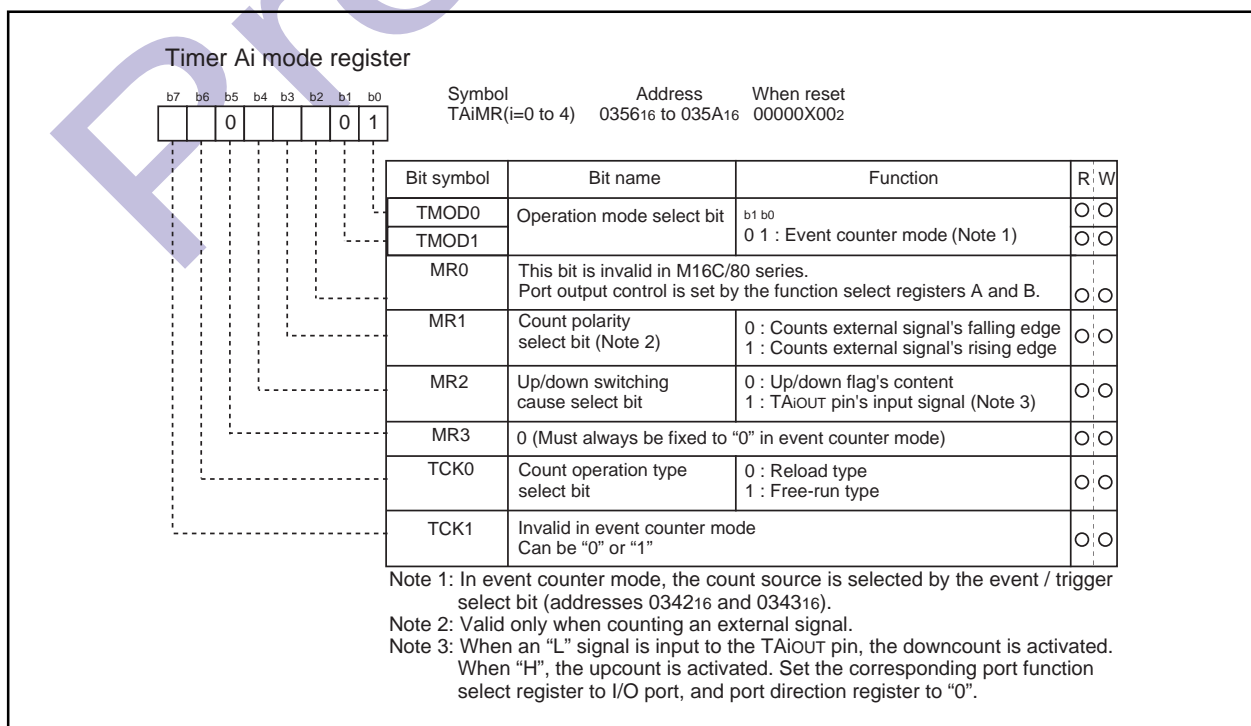 Pre
Timer Ai mode register
b7 b6 b5 b4 b3 b2 b1 b0
0 0 1
Symbol Address When reset
TAiMR(i=0 to 4) 035616 to 035A16 00000X002
Bit symbol Bit name Function R W
TMOD0 Operation mode select bit b1 b0
TMOD1 0 1 : Event counter mode (Note 1)
MR0 This bit is invalid in M16C/80 series.
Port output control is set by the function select registers A and B.
MR1 Count polarity 0 : Counts external signal's falling edge
select bit (Note 2) 1 : Counts external signal's rising edge
MR2 Up/down switching 0 : Up/down flag's content
cause select bit 1 : TAiOUT pin's input signal (Note 3)
MR3 0 (Must always be fixed to “0” in event counter mode)
TCK0 Count operation type 0 : Reload type
select bit 1 : Free-run type
TCK1 Invalid in event counter mode
Can be “0” or “1”
Note 1: In event counter mode, the count source is selected by the event / trigger
select bit (addresses 034216 and 034316).
Note 2: Valid only when counting an external signal.
Note 3: When an “L” signal is input to the TAiOUT pin, the downcount is activated.
When “H”, the upcount is activated. Set the corresponding port function
select register to I/O port, and port direction register to “0”.